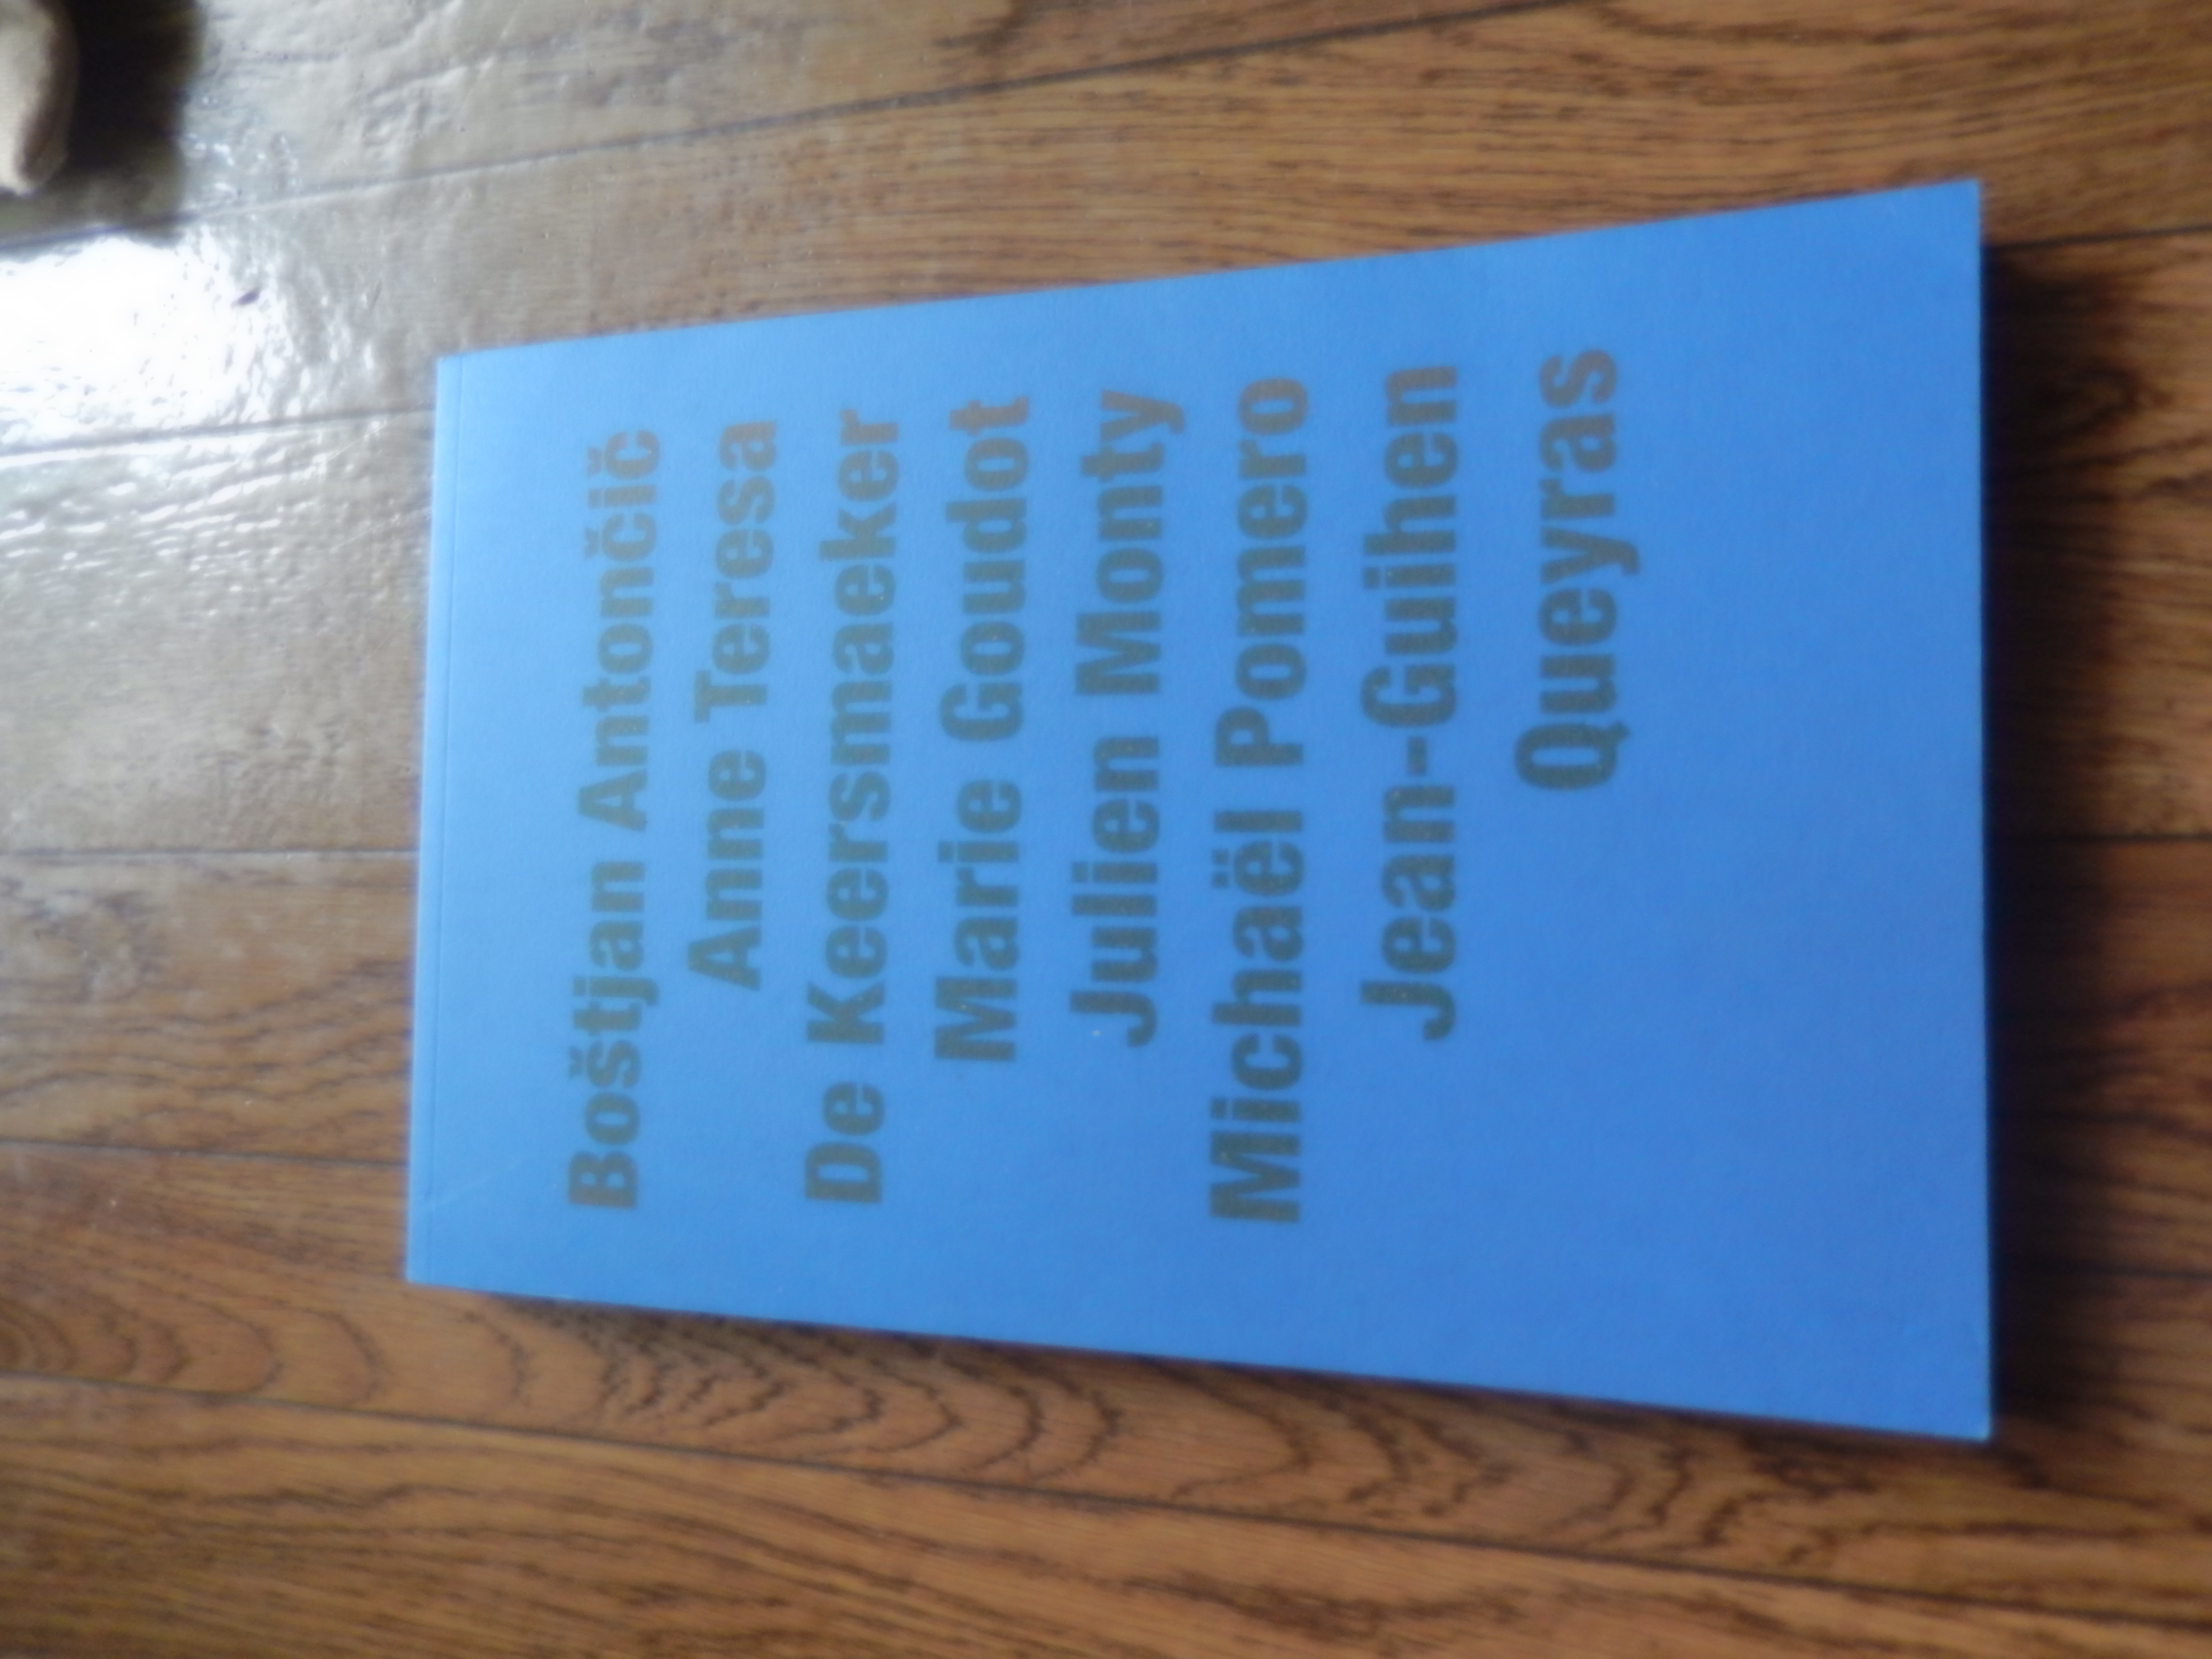 Boštjan Antončič
Anne Teresa
De Keersmaeker
Marie Goudot
Julien Monty
Michaël Pomero
Jean-Guihen
Queyras